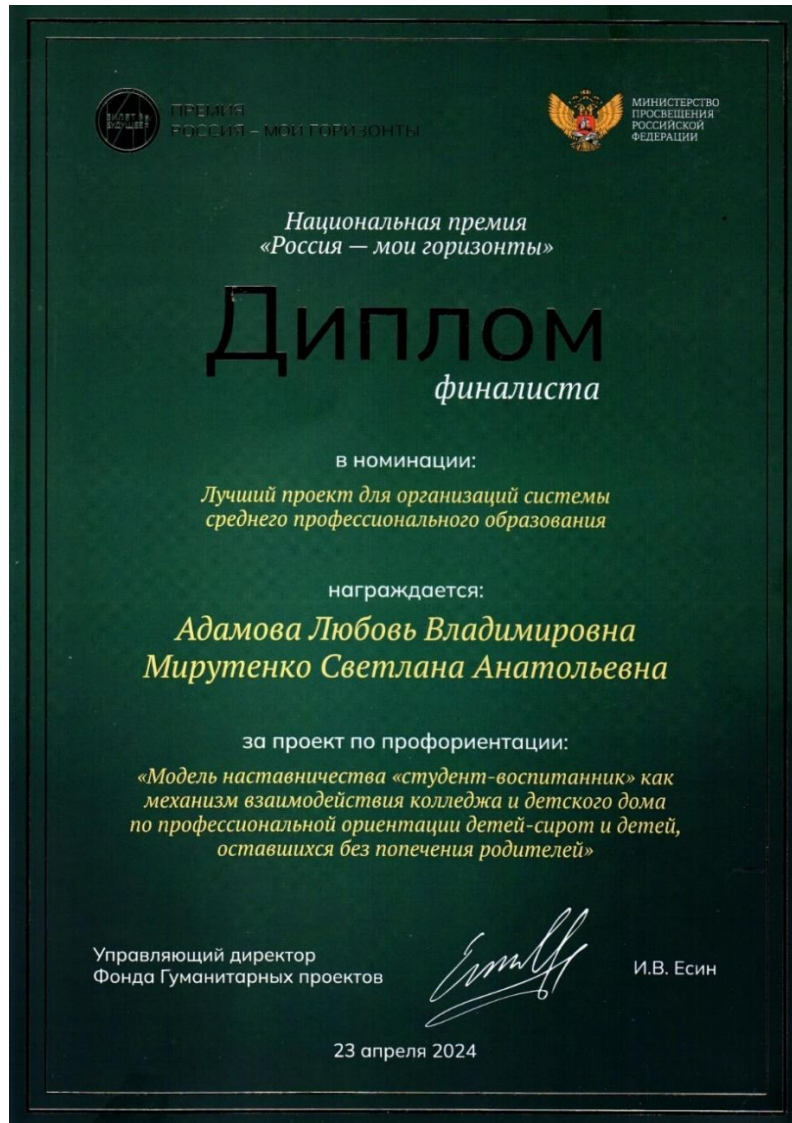 БИЛЕТ В
БУДУЩЕЕ
ПРЕМИЯ
РОССИЯ – МОИ ГОРИЗОНТЫ
МИНИСТЕРСТВО
ПРОСВЕЩЕНИЯ
РОССИЙСКОЙ
ФЕДЕРАЦИИ
Национальная премия
«Россия — мои горизонты»
Диплом
финалиста
в номинации:
Лучший проект для организаций системы
среднего профессионального образования
награждается:
Адамова Любовь Владимировна
Мирутенко Светлана Анатольевна
за проект по профориентации:
«Модель наставничества «студент-воспитанник» как
механизм взаимодействия колледжа и детского дома
по профессиональной ориентации детей-сирот и детей,
оставшихся без попечения родителей»
Управляющий директор
Фонда Гуманитарных проектов
И.В. Есин
23 апреля 2024